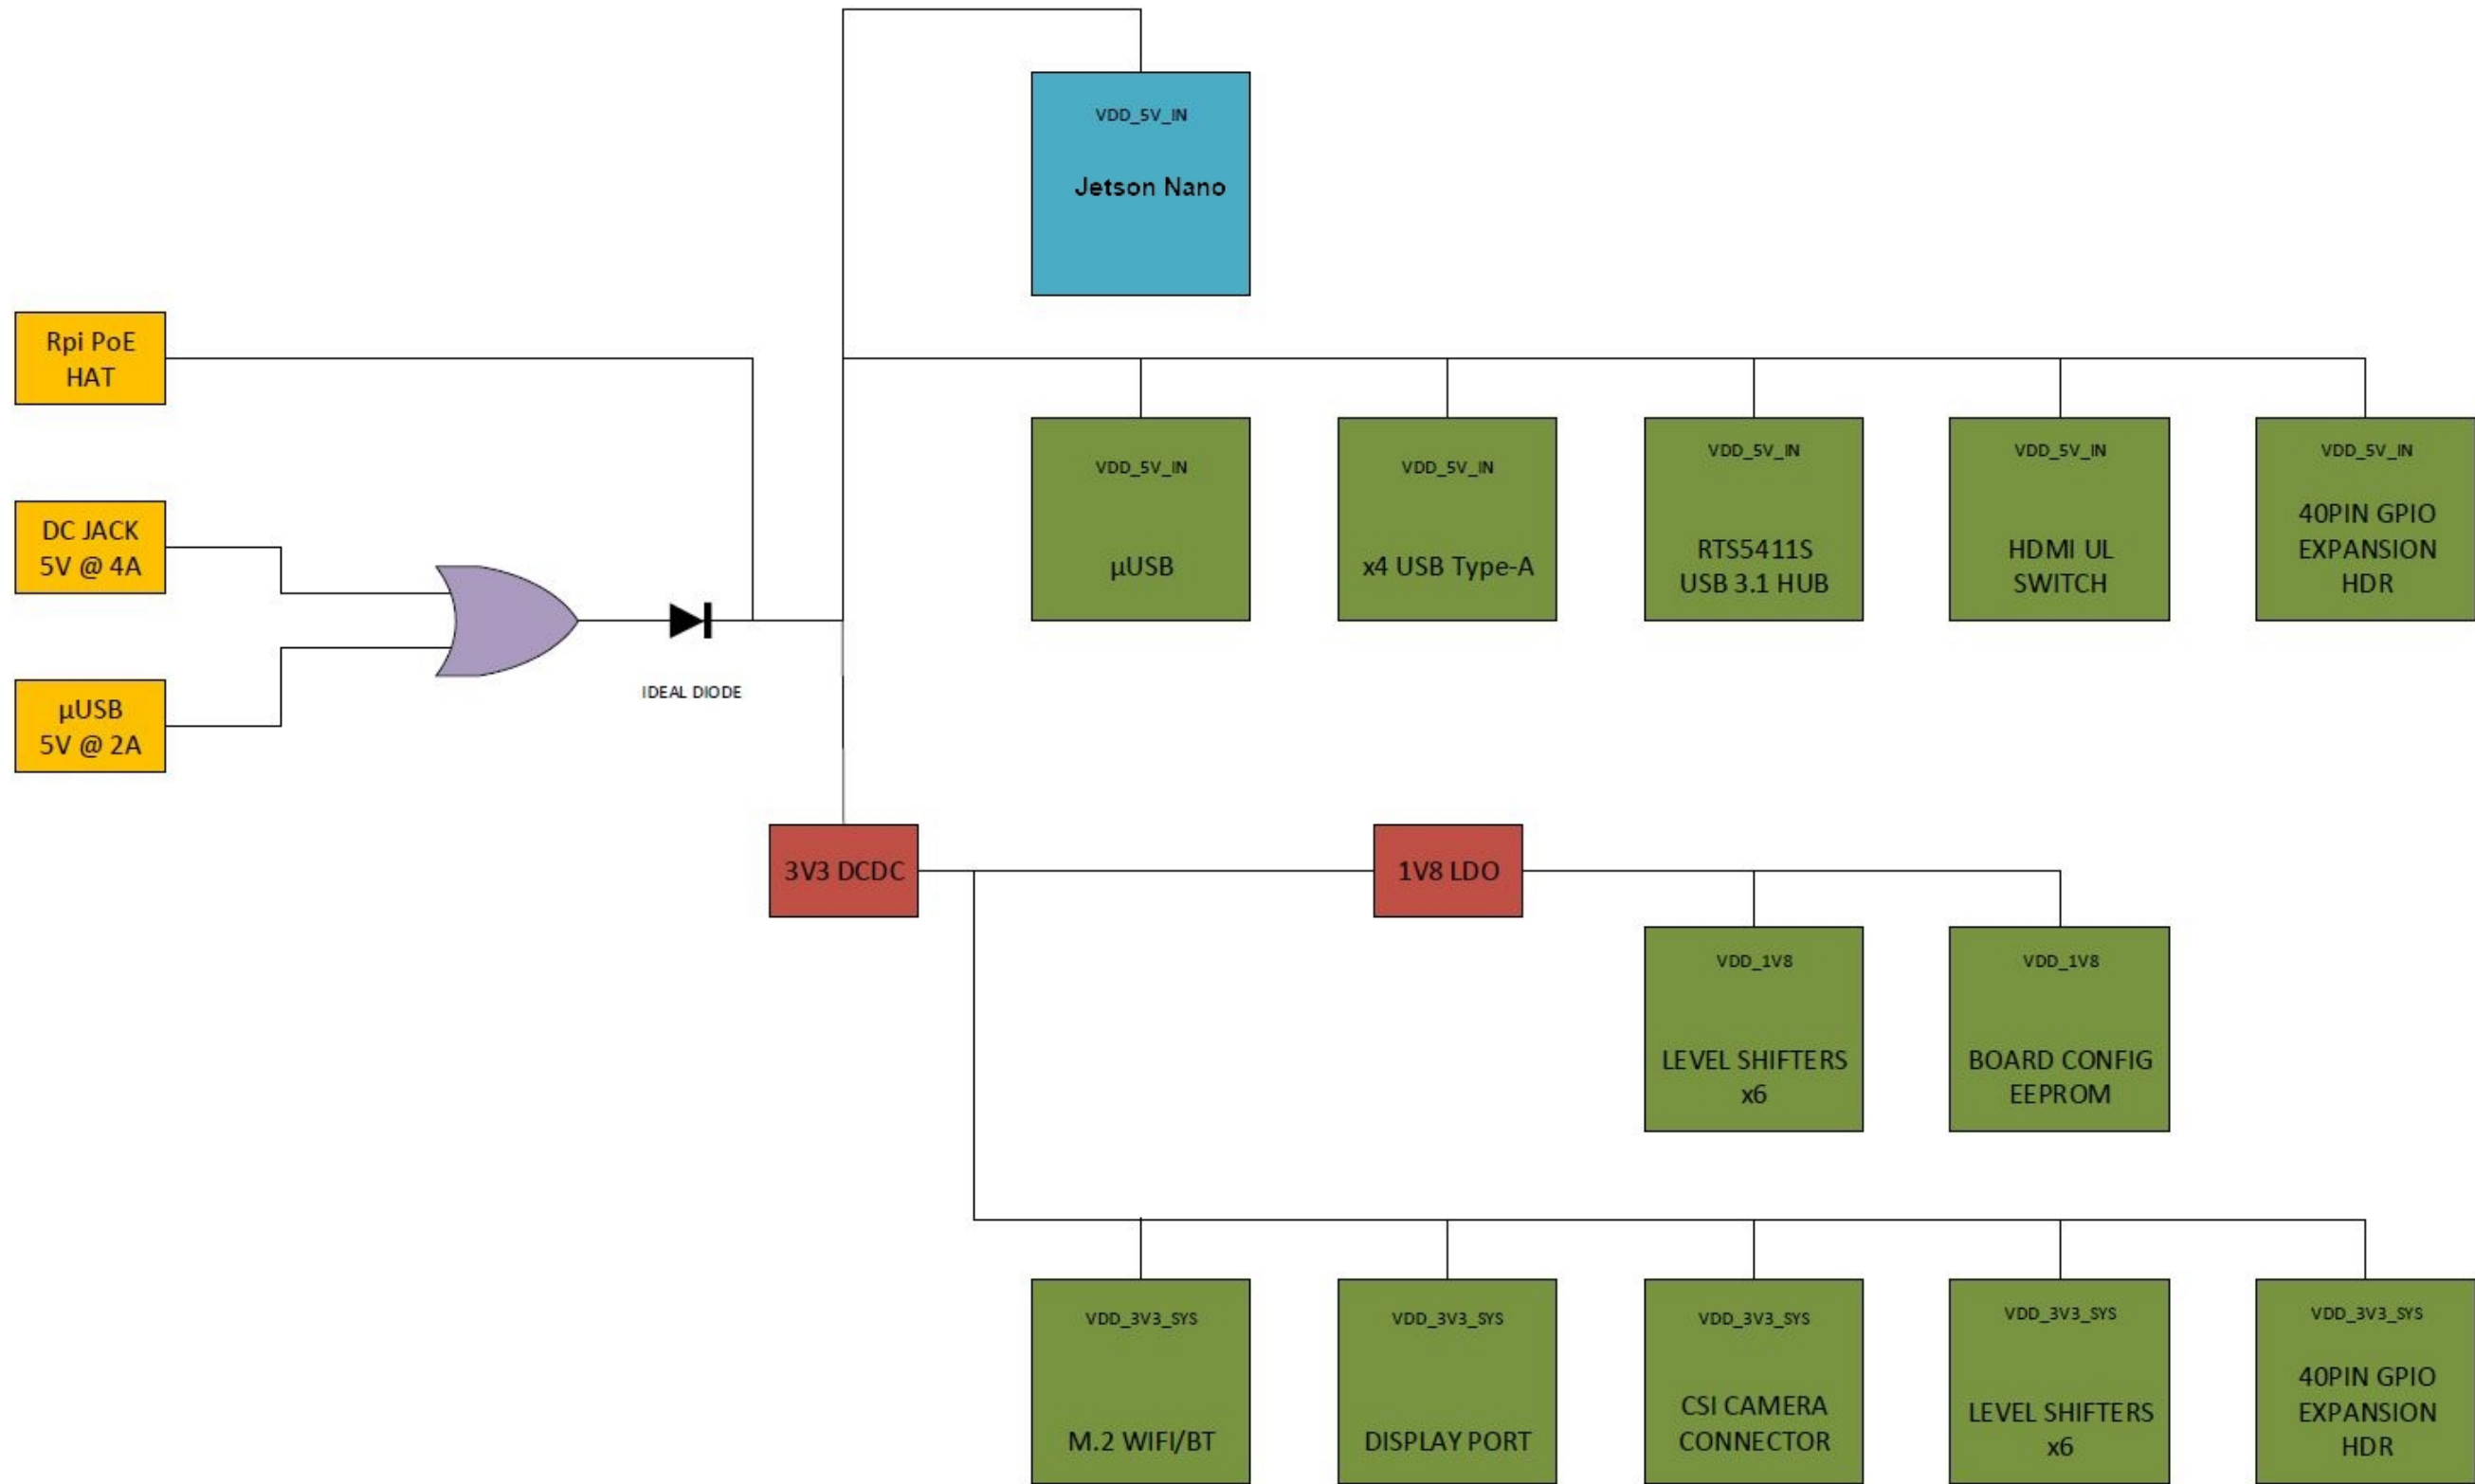 VDD_5V_IN
Jetson Nano
Rpi PoE
HAT
DC JACK
5V @ 4A
µUSB
5V @ 2A
IDEAL DIODE
VDD_5V_IN
µUSB
VDD_5V_IN
x4 USB Type-A
VDD_5V_IN
RTS5411S
USB 3.1 HUB
VDD_5V_IN
HDMI UL
SWITCH
VDD_5V_IN
40PIN GPIO
EXPANSION
HDR
3V3 DCDC
1V8 LDO
VDD_1V8
LEVEL SHIFTERS
x6
VDD_1V8
BOARD CONFIG
EEPROM
VDD_3V3_SYS
M.2 WIFI/BT
VDD_3V3_SYS
DISPLAY PORT
VDD_3V3_SYS
CSI CAMERA
CONNECTOR
VDD_3V3_SYS
LEVEL SHIFTERS
x6
VDD_3V3_SYS
40PIN GPIO
EXPANSION
HDR